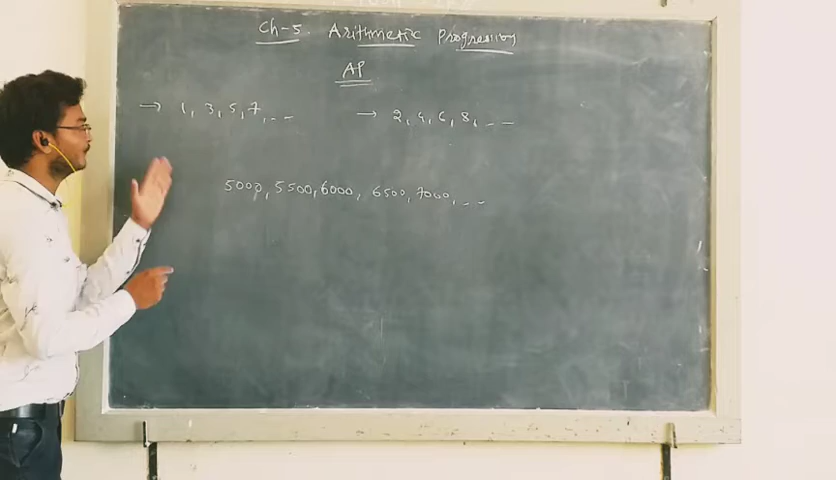 Ch-5. Arithmetic Progression
AP
→ 1, 3, 5, 7, - -
→ 2, 4, 6, 8, - -
5000, 5500, 6000, 6500, 7000, - -